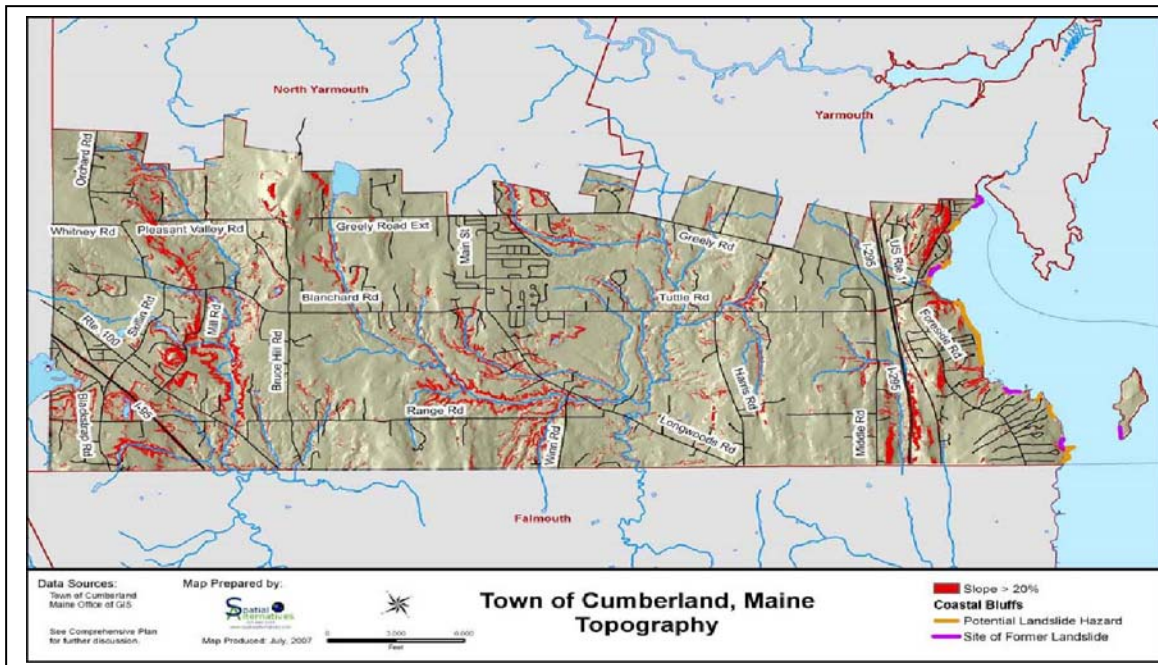 North Yarmouth
Yarmouth
Orchard Rd
Whitney Rd
Pleasant Valley Rd
Greely Road Ext
Main St
Greely Rd
I-295
US Rte 1
Blanchard Rd
Tuttle Rd
Rte 100
Mill Rd
Bruce Hill Rd
Foreside Rd
Blackstrap Rd
I-95
Range Rd
Winn Rd
Longwoods Rd
Harris Rd
Middle Rd
I-295
Falmouth
Data Sources:
Town of Cumberland
Maine Office of GIS
See Comprehensive Plan
for further discussion.
Map Prepared by:
Spatial
Alternatives
Map Produced: July, 2007
Feet
Town of Cumberland, Maine
Topography
Slope > 20%
Coastal Bluffs
Potential Landslide Hazard
Site of Former Landslide